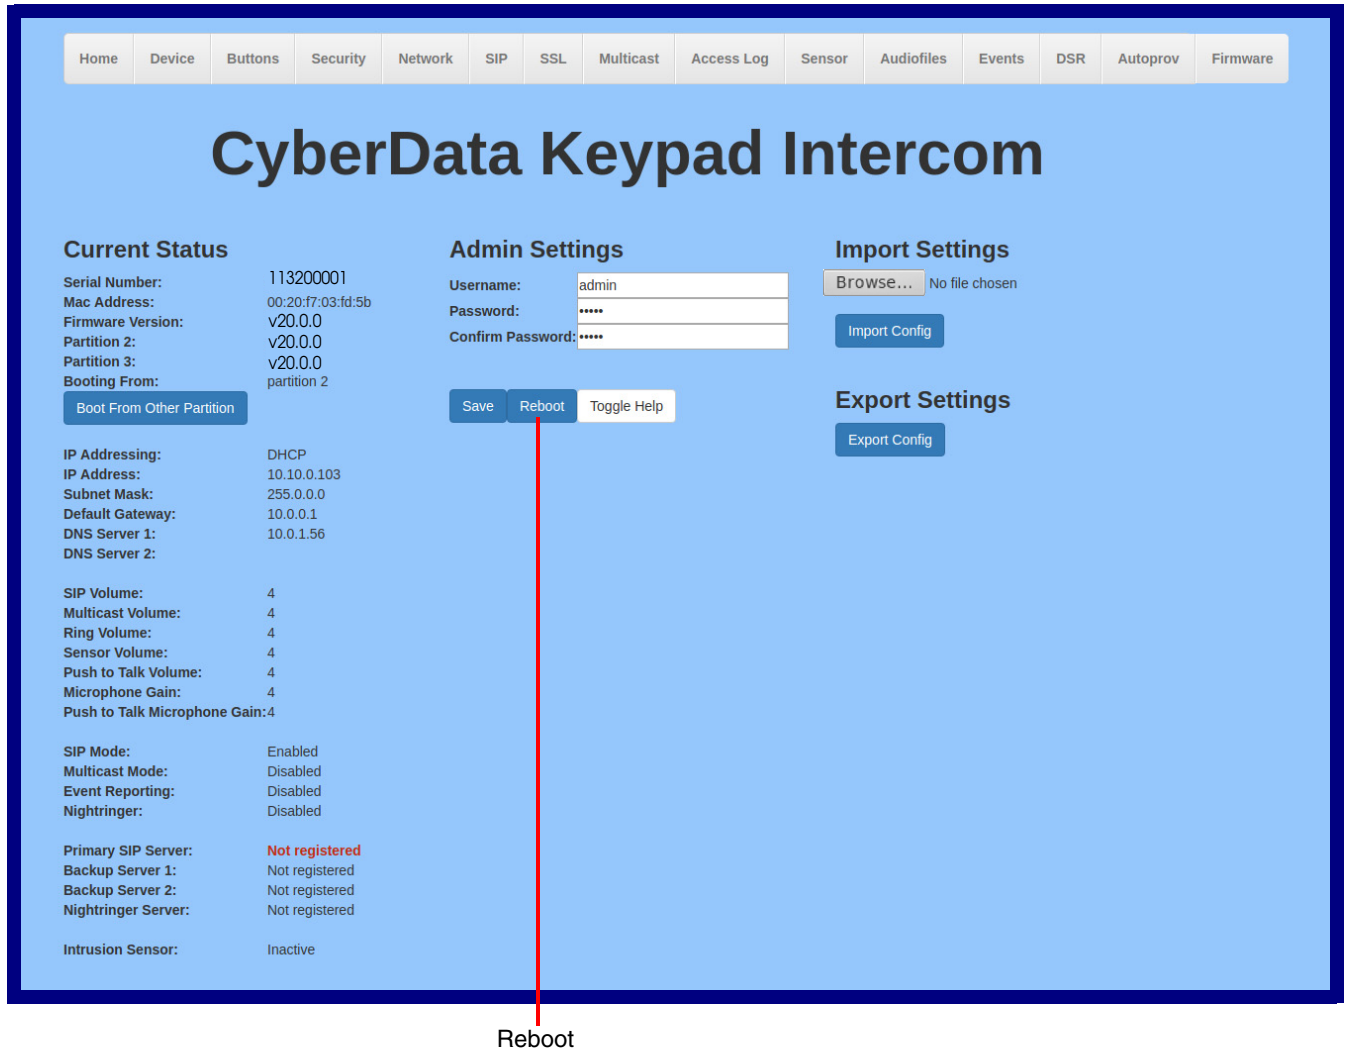 Home Device Buttons Security Network SIP SSL Multicast Access Log Sensor Audiofiles Events DSR Autoprov Firmware
CyberData Keypad Intercom
Current Status
Serial Number: 113200001
Mac Address: 00:20:f7:03:fd:5b
Firmware Version: v20.0.0
Partition 2: v20.0.0
Partition 3: v20.0.0
Booting From: partition 2
Boot From Other Partition
IP Addressing: DHCP
IP Address: 10.10.0.103
Subnet Mask: 255.0.0.0
Default Gateway: 10.0.0.1
DNS Server 1: 10.0.1.56
DNS Server 2:
SIP Volume: 4
Multicast Volume: 4
Ring Volume: 4
Sensor Volume: 4
Push to Talk Volume: 4
Microphone Gain: 4
Push to Talk Microphone Gain: 4
SIP Mode: Enabled
Multicast Mode: Disabled
Event Reporting: Disabled
Nightringer: Disabled
Primary SIP Server: Not registered
Backup Server 1: Not registered
Backup Server 2: Not registered
Nightringer Server: Not registered
Intrusion Sensor: Inactive
Admin Settings
Username: admin
Password: •••••
Confirm Password: •••••
Save Reboot Toggle Help
Import Settings
Browse... No file chosen
Import Config
Export Settings
Export Config
Reboot